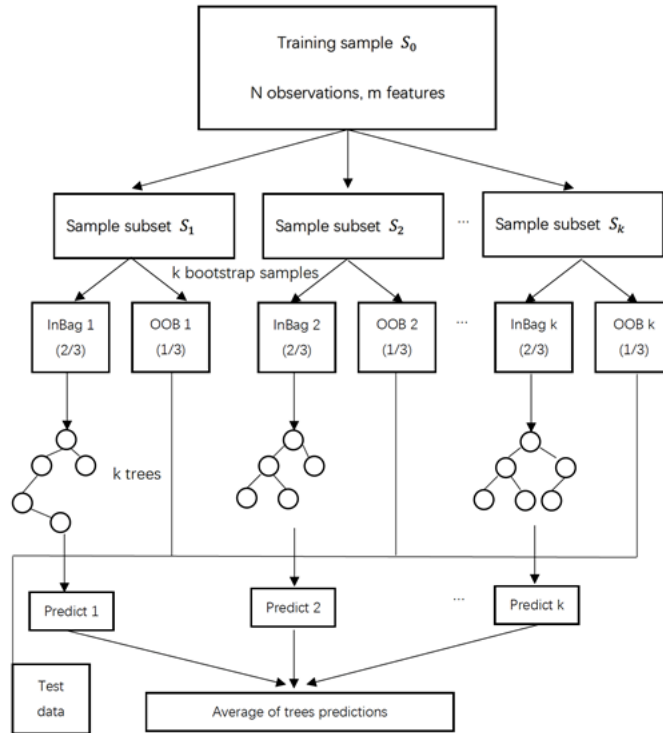 Training sample S₀
N observations, m features
Sample subset S₁
Sample subset S₂
...
Sample subset Sₖ
k bootstrap samples
InBag 1
(2/3)
OOB 1
(1/3)
InBag 2
(2/3)
OOB 2
(1/3)
...
InBag k
(2/3)
OOB k
(1/3)
k trees
Predict 1
Predict 2
...
Predict k
Test
data
Average of trees predictions